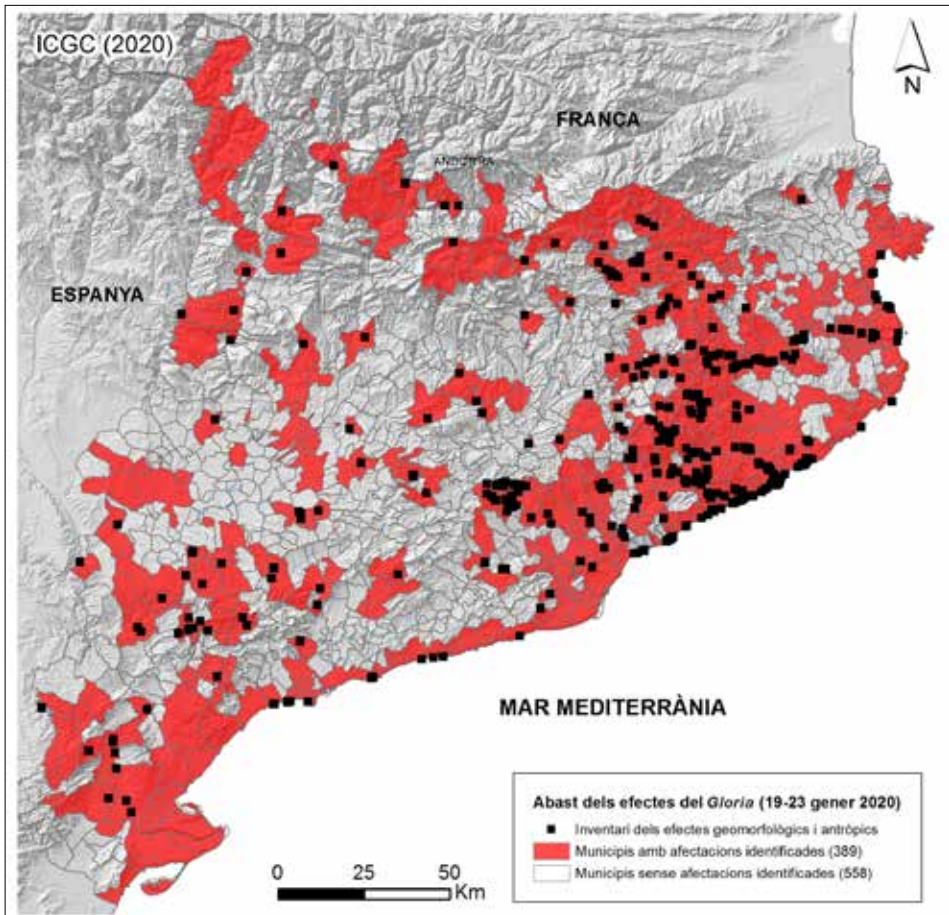 ICGC (2020)
N
FRANÇA
ANDORRA
ESPANYA
MAR MEDITERRÀNIA
Abast dels efectes del Gloria (19-23 gener 2020)
Inventari dels efectes geomorfològics i antròpics
Municipis amb afectacions identificades (389)
Municipis sense afectacions identificades (558)
0 25 50
Km